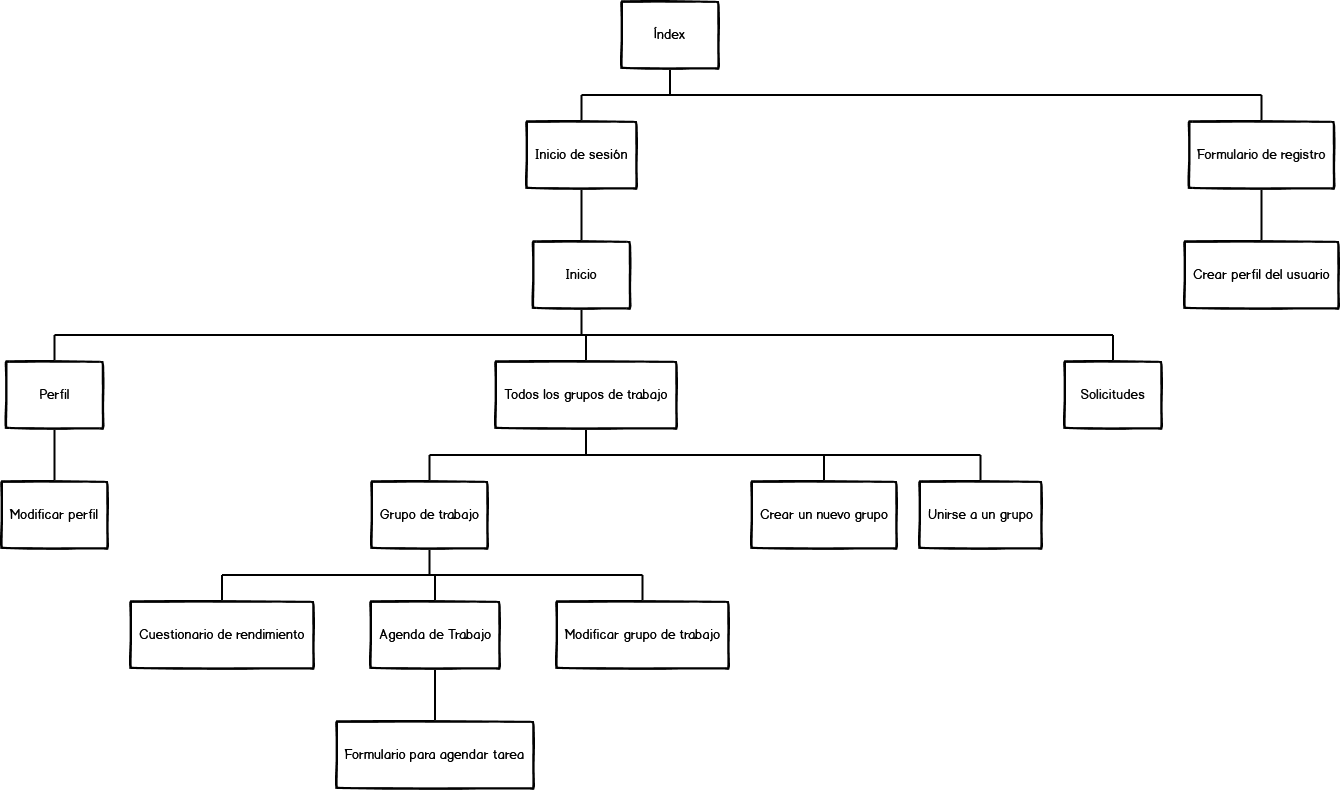 Índex
Inicio de sesión
Formulario de registro
Inicio
Crear perfil del usuario
Perfil
Todos los grupos de trabajo
Solicitudes
Modificar perfil
Grupo de trabajo
Crear un nuevo grupo
Unirse a un grupo
Cuestionario de rendimiento
Agenda de Trabajo
Modificar grupo de trabajo
Formulario para agendar tarea